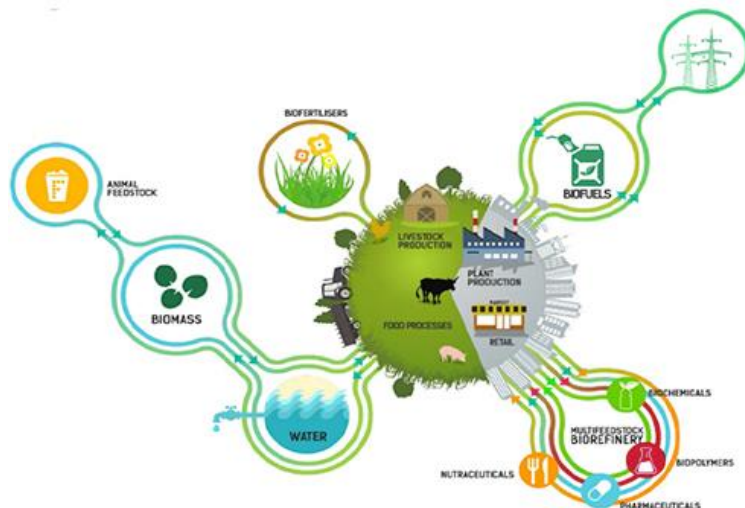 BIOFERTILISERS
BIOFUELS
ANIMAL
FEEDSTOCK
LIVESTOCK
PRODUCTION
PLANT
PRODUCTION
BIOMASS
MARKET
FOOD PROCESSES
RETAIL
WATER
BIOCHEMICALS
MULTIFEEDSTOCK
BIOREFINERY
BIOPOLYMERS
NUTRACEUTICALS
PHARMACEUTICALS